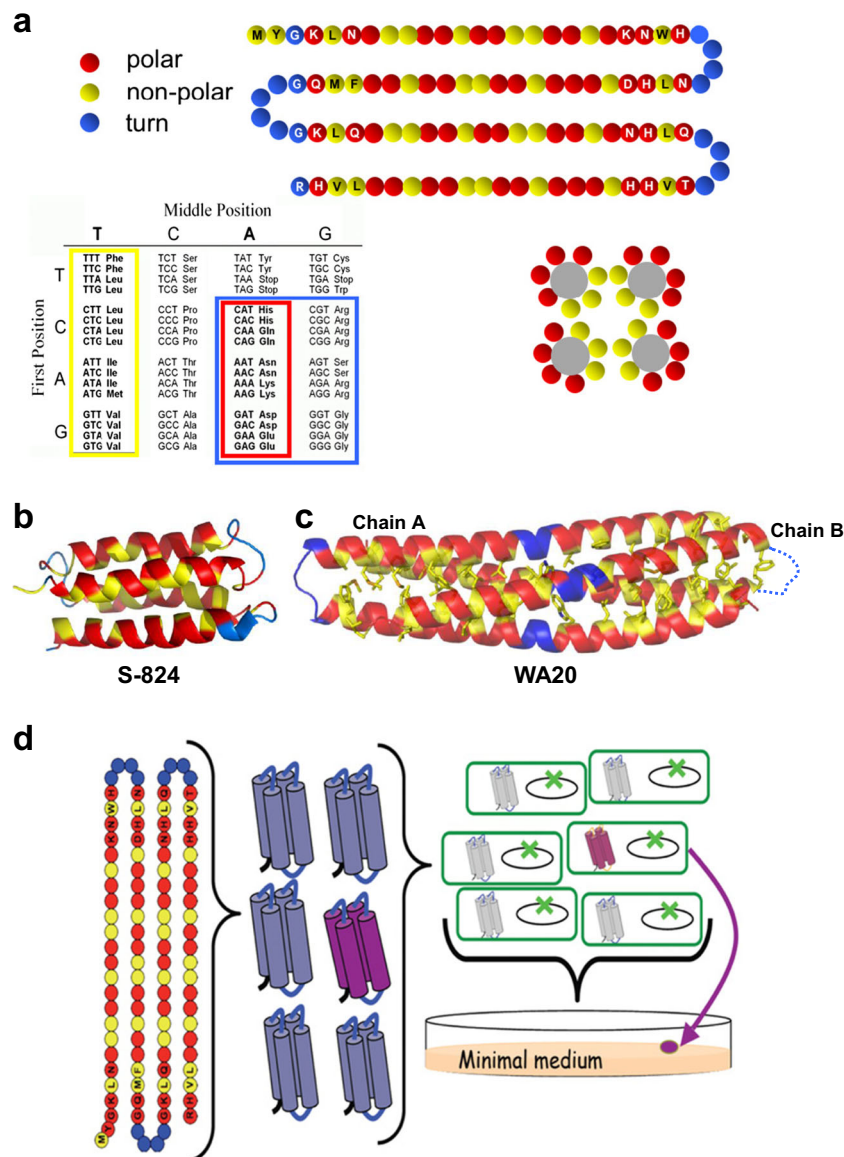 a
polar
non-polar
turn
M Y G K L N K N W H
G Q M F D H L N
G K L Q N H L Q
R H V L H H V T
Middle Position
T C A G
First Position
T
TTT Phe TCT Ser TAT Tyr TGT Cys
TTC Phe TCC Ser TAC Tyr TGC Cys
TTA Leu TCA Ser TAA Stop TGA Stop
TTG Leu TCG Ser TAG Stop TGG Trp
C
CTT Leu CCT Pro CAT His CGT Arg
CTC Leu CCC Pro CAC His CGC Arg
CTA Leu CCA Pro CAA Gln CGA Arg
CTG Leu CCG Pro CAG Gln CGG Arg
A
ATT Ile ACT Thr AAT Asn AGT Ser
ATC Ile ACC Thr AAC Asn AGC Ser
ATA Ile ACA Thr AAA Lys AGA Arg
ATG Met ACG Thr AAG Lys AGG Arg
G
GTT Val GCT Ala GAT Asp GGT Gly
GTC Val GCC Ala GAC Asp GGC Gly
GTA Val GCA Ala GAA Glu GGA Gly
GTG Val GCG Ala GAG Glu GGG Gly
b
S-824
c
Chain A
Chain B
WA20
d
M Y G K L N K N W H
G Q M F D H L N
G K L Q N H L Q
R H V L H H V T
Minimal medium